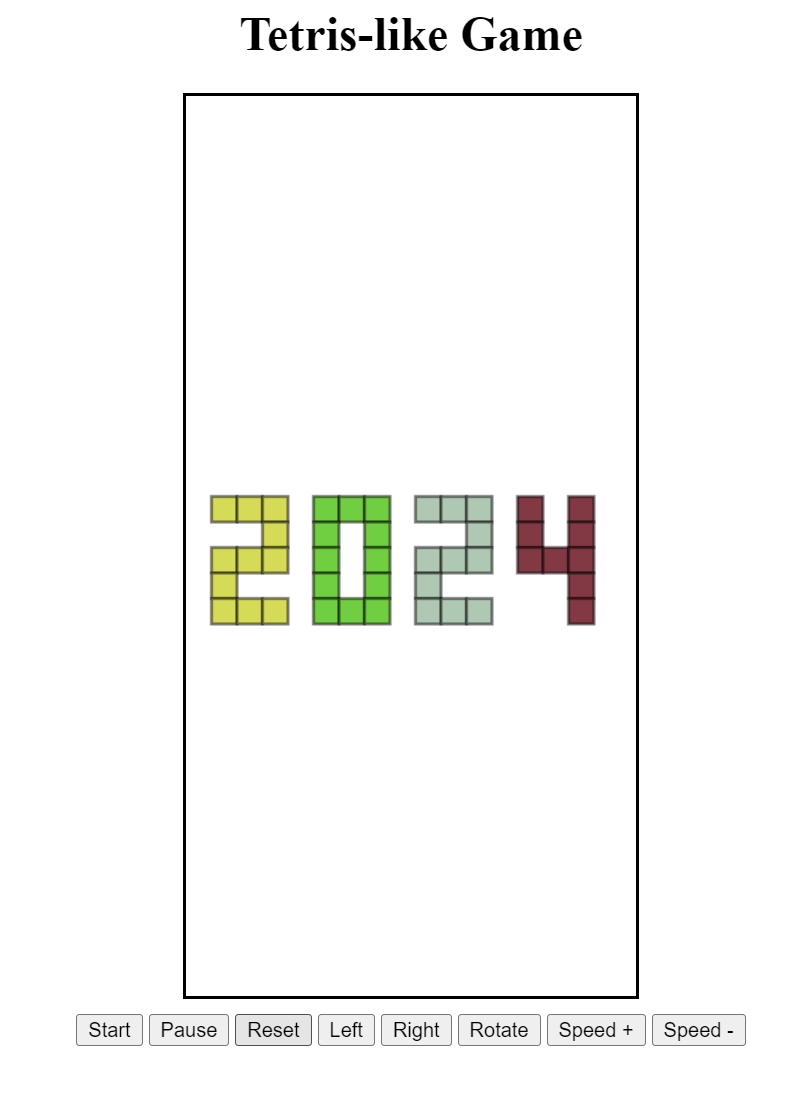 Tetris-like Game
2024
Start Pause Reset Left Right Rotate Speed + Speed -